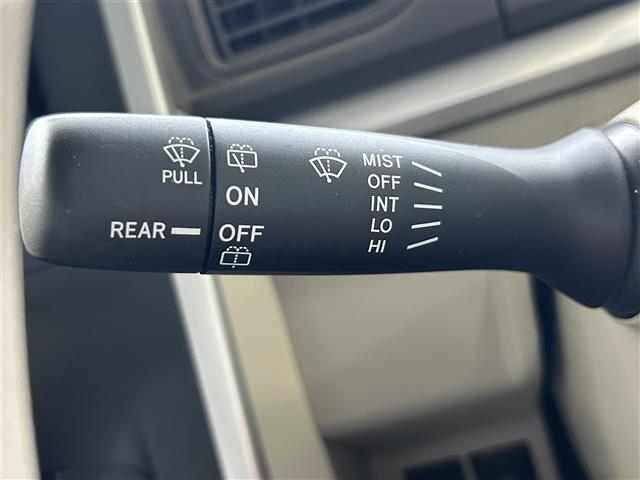 PULL
REAR
ON
OFF
MIST
OFF
INT
LO
HI